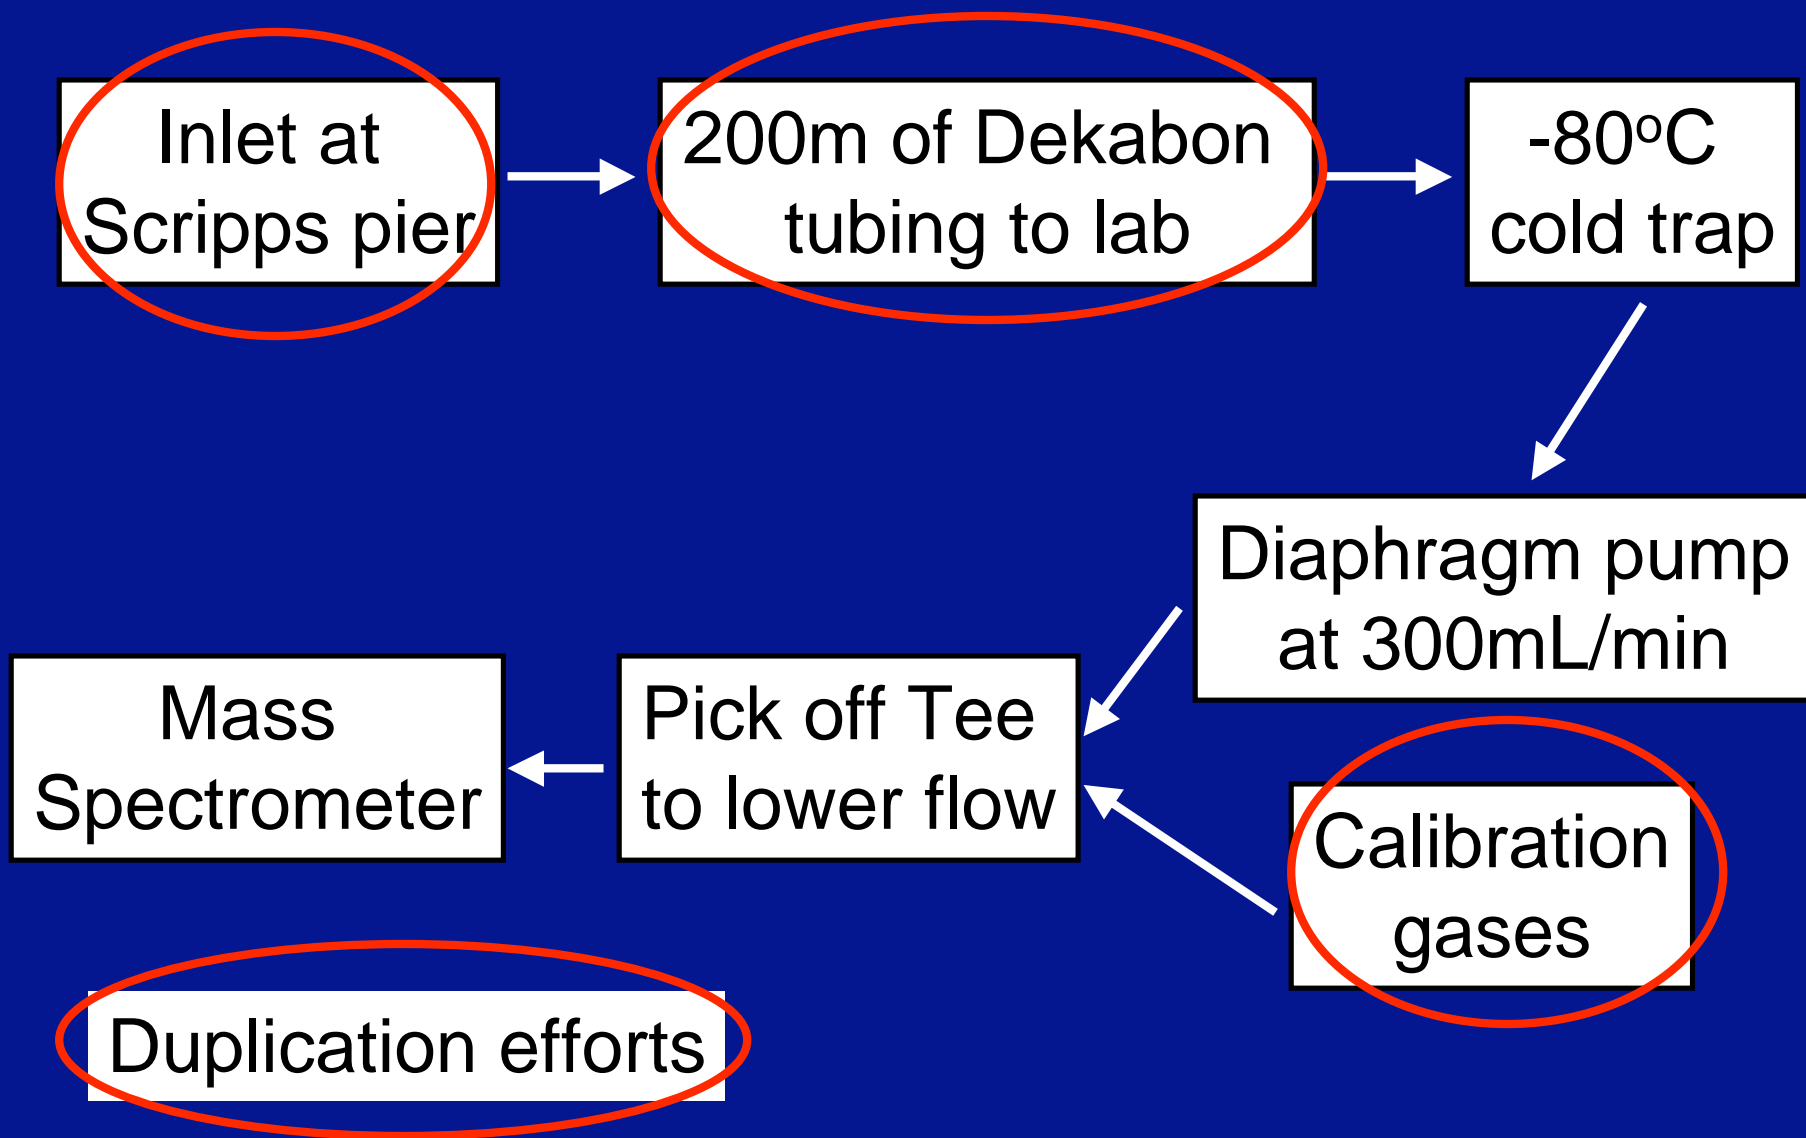 Inlet at
Scripps pier
200m of Dekabon
tubing to lab
-80ºC
cold trap
Diaphragm pump
at 300mL/min
Mass
Spectrometer
Pick off Tee
to lower flow
Calibration
gases
Duplication efforts